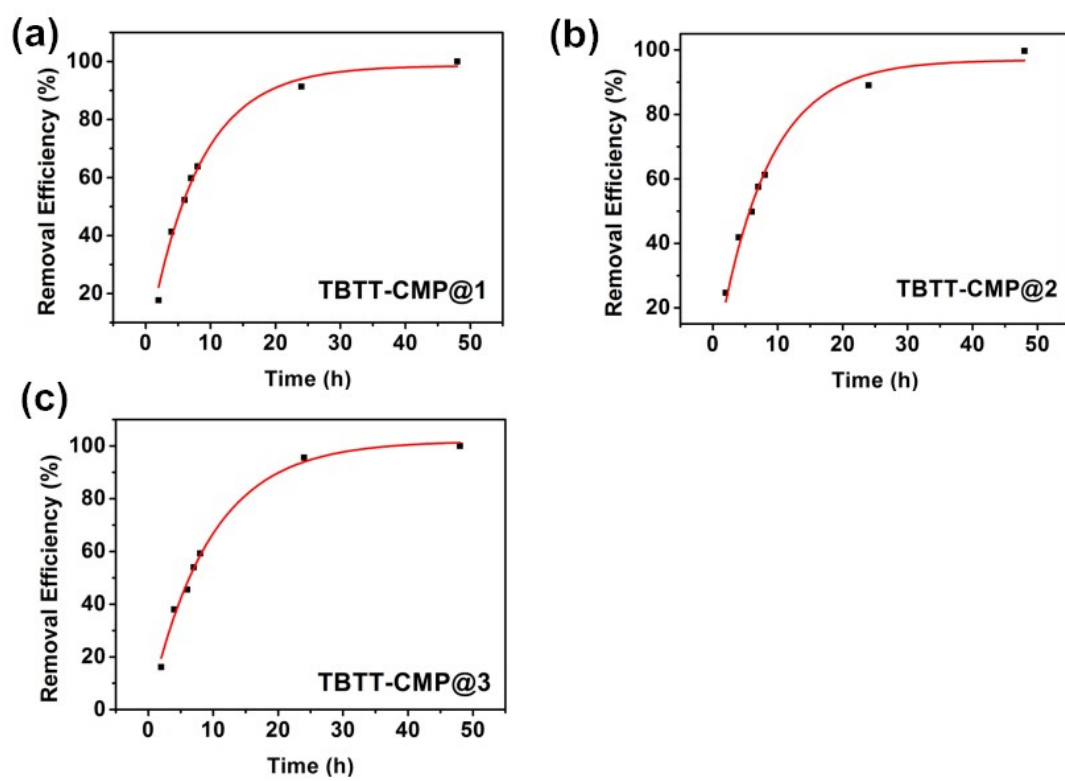 (a)
Removal Efficiency (%)
100
80
60
40
20
0 10 20 30 40 50
Time (h)
TBTT-CMP@1
(b)
Removal Efficiency (%)
100
80
60
40
20
0 10 20 30 40 50
Time (h)
TBTT-CMP@2
(c)
Removal Efficiency (%)
100
80
60
40
20
0
0 10 20 30 40 50
Time (h)
TBTT-CMP@3